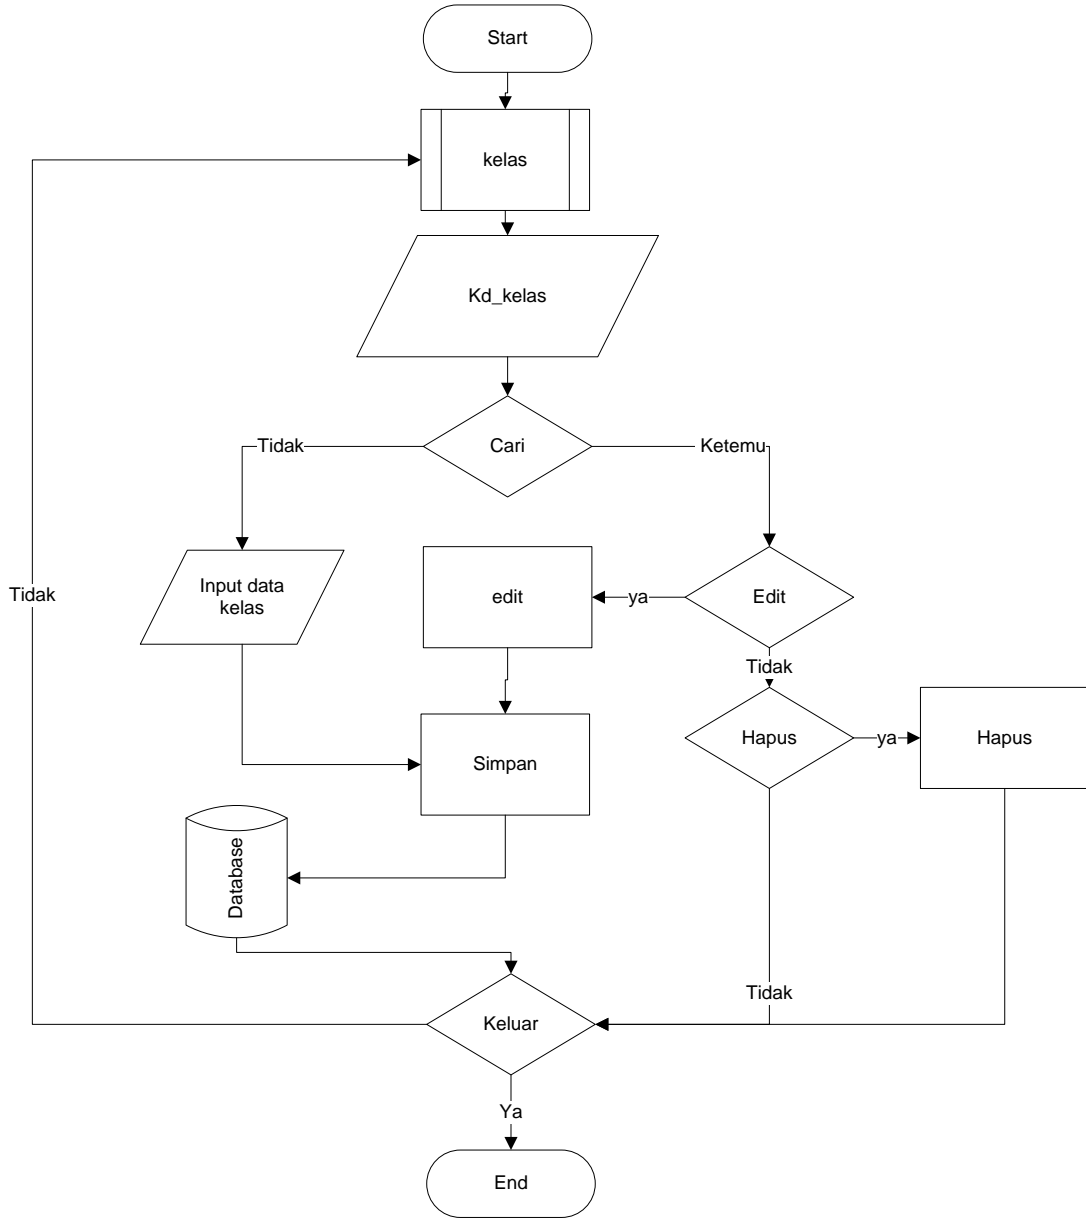 Start
kelas
Kd_kelas
Cari
Tidak
Ketemu
Input data
kelas
edit
ya
Edit
Tidak
Tidak
Hapus
ya
Hapus
Simpan
Database
Tidak
Keluar
Ya
End